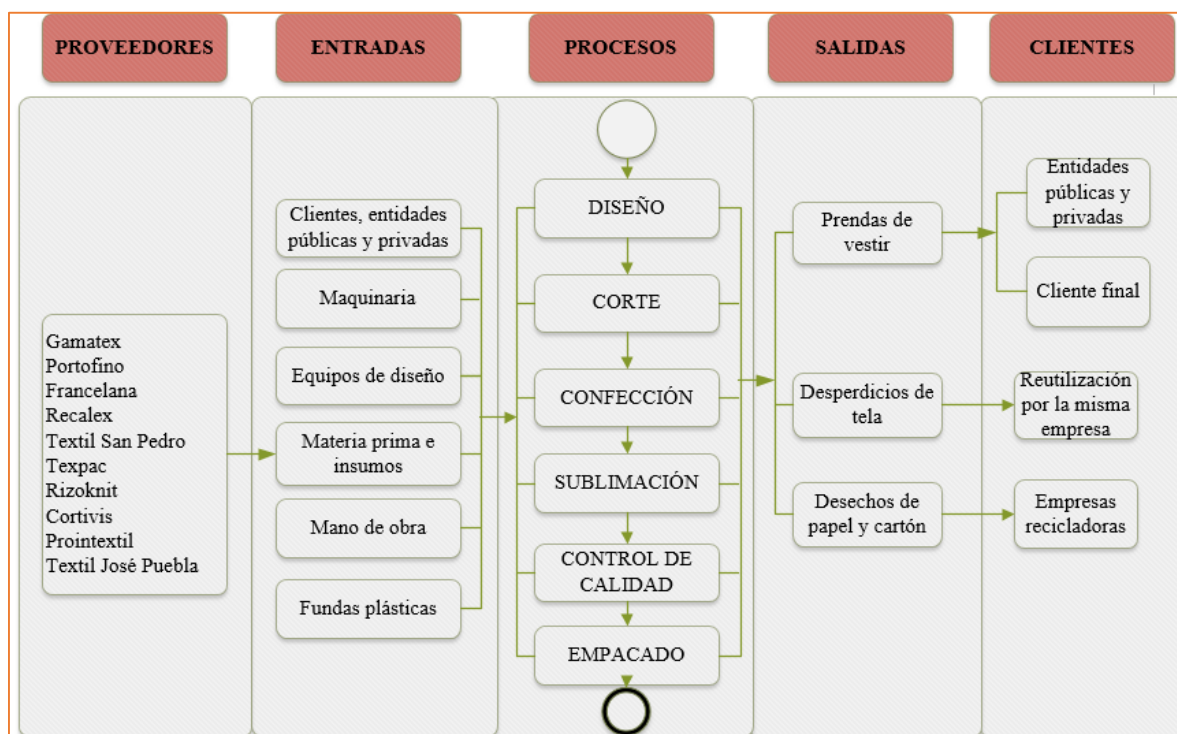 PROVEEDORES
ENTRADAS
PROCESOS
SALIDAS
CLIENTES
Gamatex
Portofino
Francelana
Recalex
Textil San Pedro
Texpac
Rizoknit
Cortivis
Prointextil
Textil José Puebla
Clientes, entidades
públicas y privadas
Maquinaria
Equipos de diseño
Materia prima e
insumos
Mano de obra
Fundas plásticas
DISEÑO
CORTE
CONFECCIÓN
SUBLIMACIÓN
CONTROL DE
CALIDAD
EMPACADO
Prendas de
vestir
Desperdicios de
tela
Desechos de
papel y cartón
Entidades
públicas y
privadas
Cliente final
Reutilización
por la misma
empresa
Empresas
recicladoras